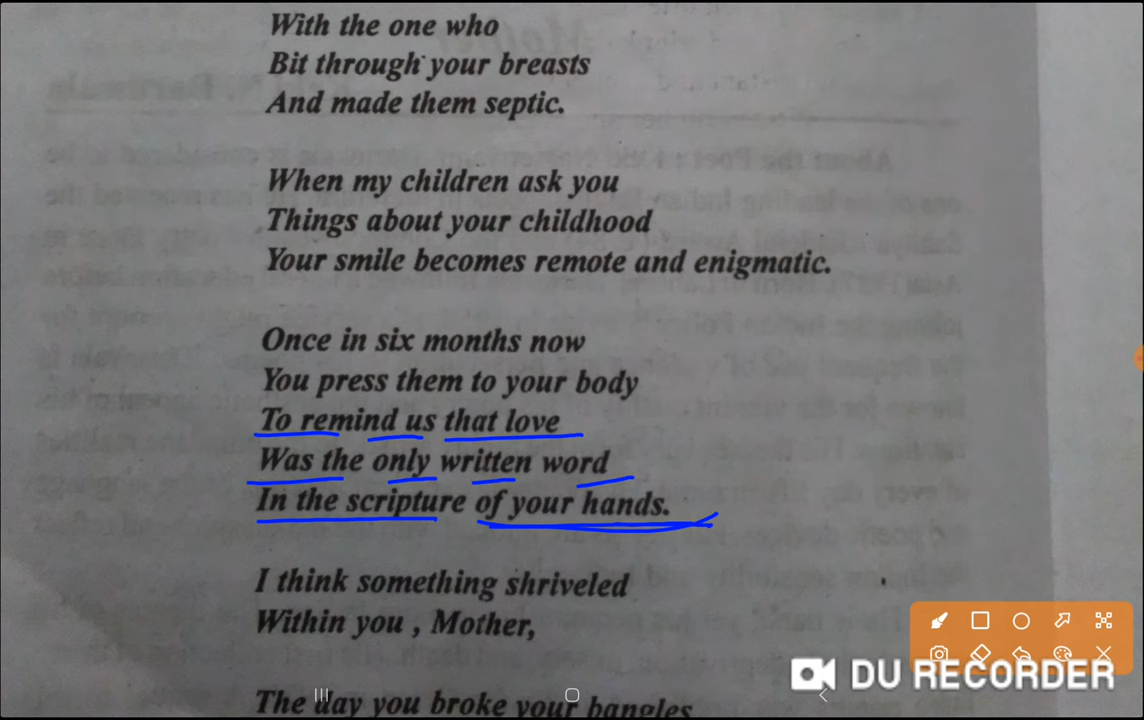 With the one who
Bit through your breasts
And made them septic.
When my children ask you
Things about your childhood
Your smile becomes remote and enigmatic.
Once in six months now
You press them to your body
To remind us that love
Was the only written word
In the scripture of your hands.
I think something shriveled
Within you , Mother,
The day you broke your bangles
DU RECORDER